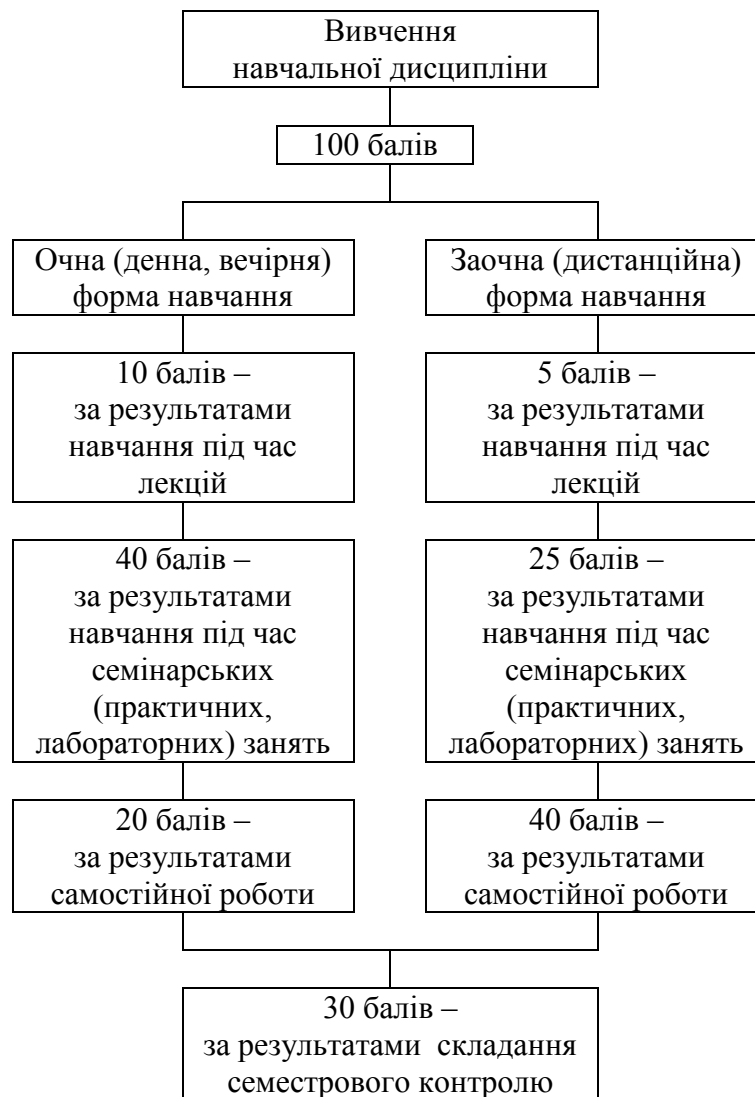 Вивчення
навчальної дисципліни
100 балів
Очна (денна, вечірня)
форма навчання
Заочна (дистанційна)
форма навчання
10 балів –
за результатами
навчання під час
лекцій
5 балів –
за результатами
навчання під час
лекцій
40 балів –
за результатами
навчання під час
семінарських
(практичних,
лабораторних) занять
25 балів –
за результатами
навчання під час
семінарських
(практичних,
лабораторних) занять
20 балів –
за результатами
самостійної роботи
40 балів –
за результатами
самостійної роботи
30 балів –
за результатами складання
семестрового контролю